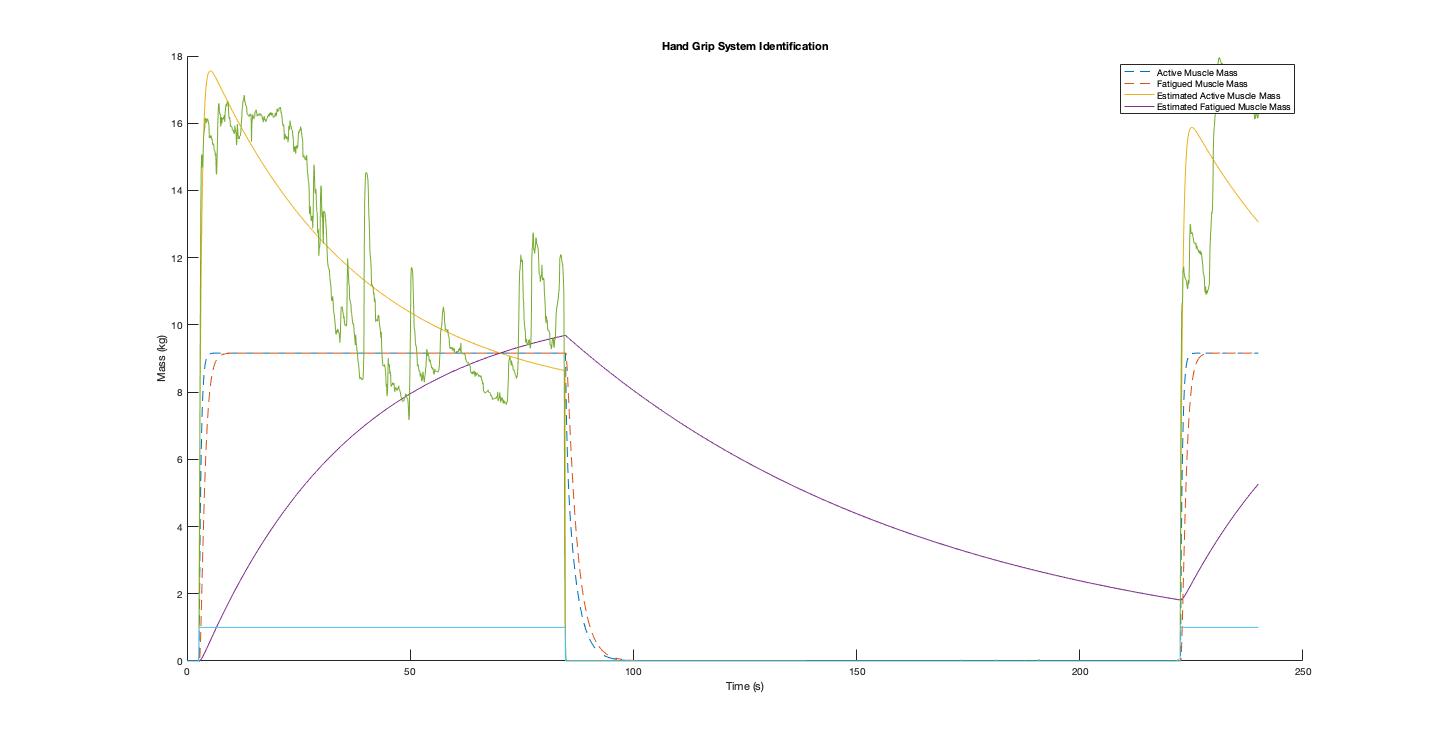 Hand Grip System Identification
Active Muscle Mass
Fatigued Muscle Mass
Estimated Active Muscle Mass
Estimated Fatigued Muscle Mass
18
16
14
12
10
8
6
4
2
0
Mass (kg)
0 50 100 150 200 250
Time (s)